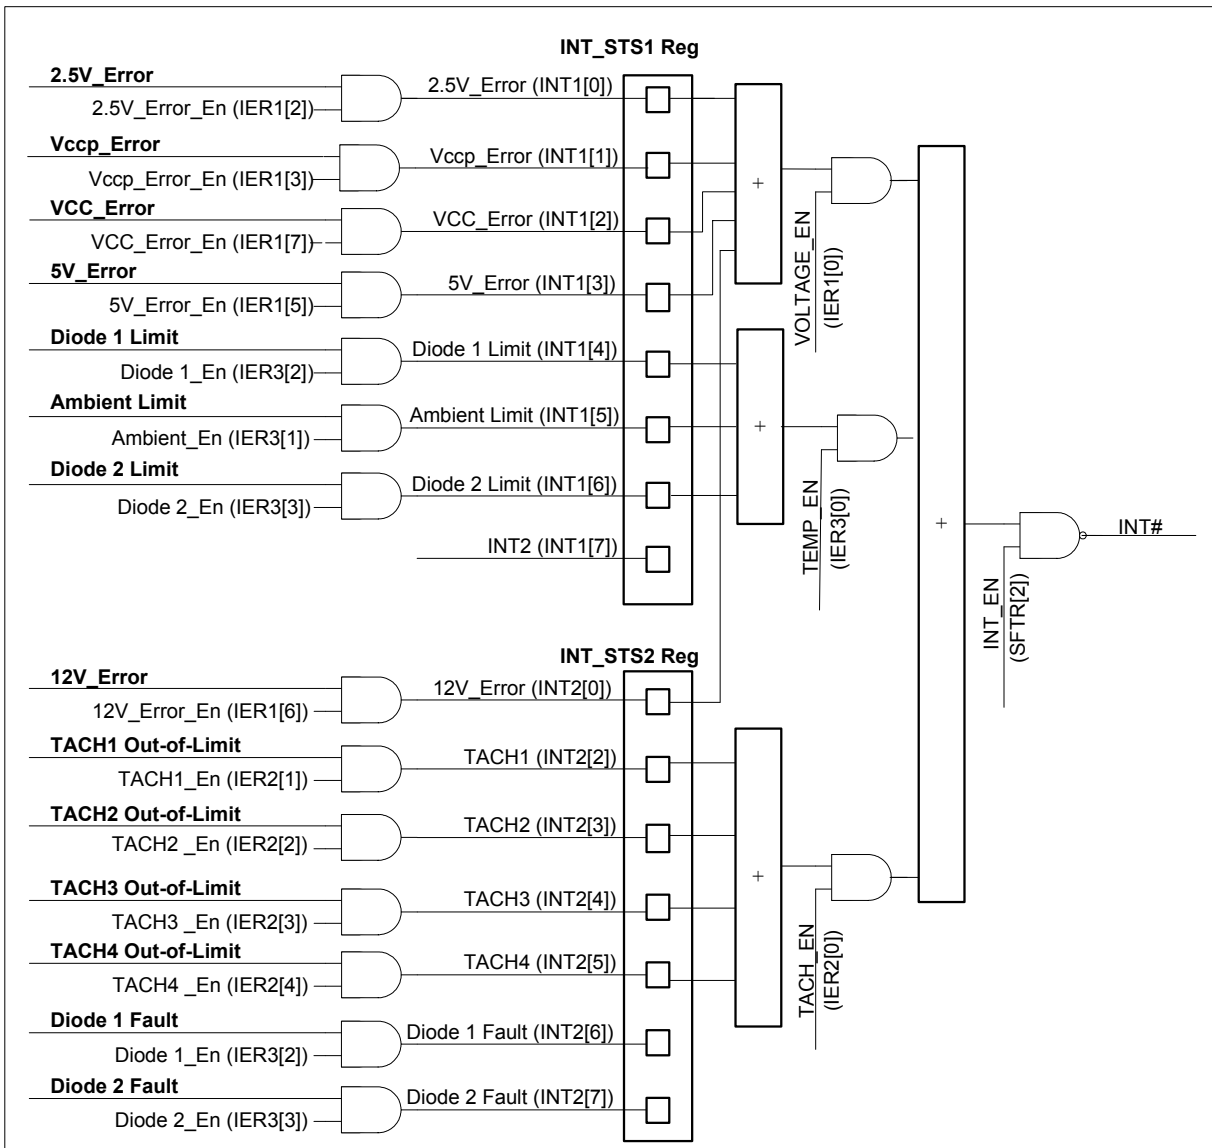 INT_STS1 Reg
2.5V_Error
2.5V_Error_En (IER1[2])
2.5V_Error (INT1[0])
Vccp_Error
Vccp_Error_En (IER1[3])
Vccp_Error (INT1[1])
VCC_Error
VCC_Error_En (IER1[7])
VCC_Error (INT1[2])
5V_Error
5V_Error_En (IER1[5])
5V_Error (INT1[3])
Diode 1 Limit
Diode 1_En (IER3[2])
Diode 1 Limit (INT1[4])
Ambient Limit
Ambient_En (IER3[1])
Ambient Limit (INT1[5])
Diode 2 Limit
Diode 2_En (IER3[3])
Diode 2 Limit (INT1[6])
INT2 (INT1[7])
+
VOLTAGE_EN
(IER1[0])
+
TEMP_EN
(IER3[0])
+
INT_EN
(SFTR[2])
INT#
INT_STS2 Reg
12V_Error
12V_Error_En (IER1[6])
12V_Error (INT2[0])
TACH1 Out-of-Limit
TACH1_En (IER2[1])
TACH1 (INT2[2])
TACH2 Out-of-Limit
TACH2 _En (IER2[2])
TACH2 (INT2[3])
TACH3 Out-of-Limit
TACH3 _En (IER2[3])
TACH3 (INT2[4])
TACH4 Out-of-Limit
TACH4 _En (IER2[4])
TACH4 (INT2[5])
+
TACH_EN
(IER2[0])
Diode 1 Fault
Diode 1_En (IER3[2])
Diode 1 Fault (INT2[6])
Diode 2 Fault
Diode 2_En (IER3[3])
Diode 2 Fault (INT2[7])